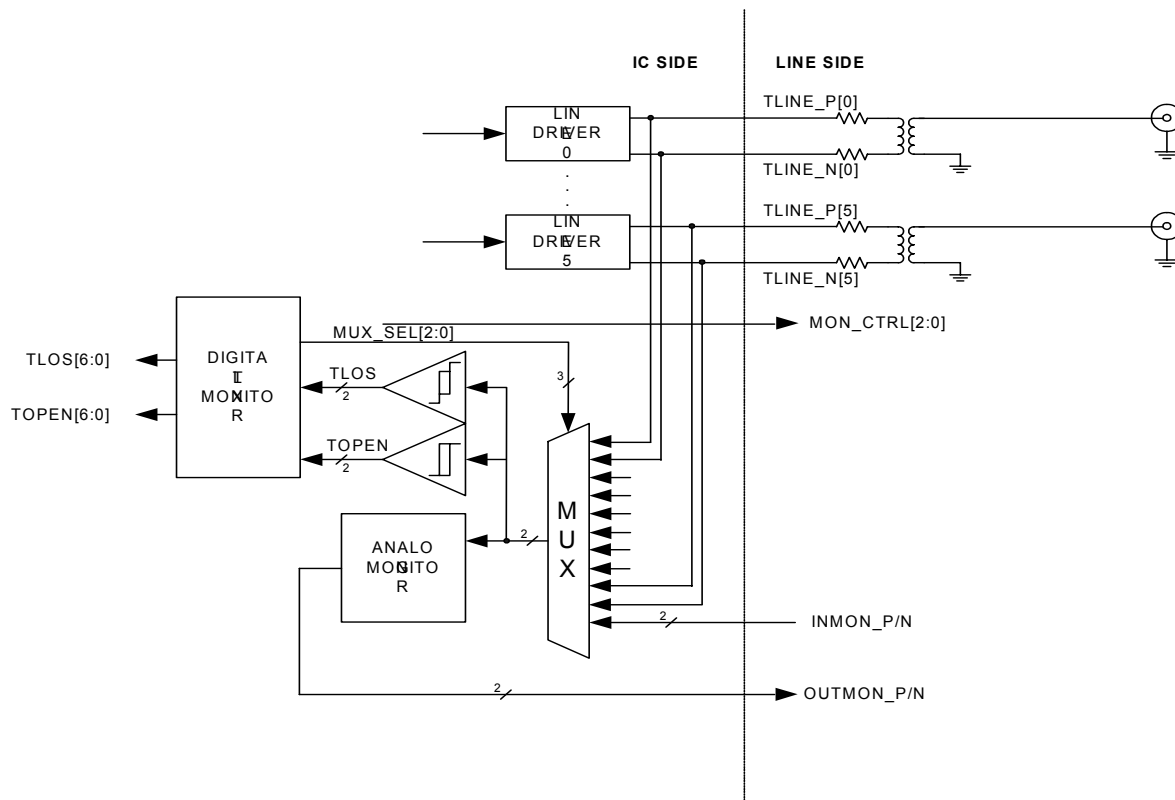 IC SIDE
LINE SIDE
LINE
DRIVER
0
TLINE_P[0]
TLINE_N[0]
.
.
.
LINE
DRIVER
5
TLINE_P[5]
TLINE_N[5]
MUX_SEL[2:0]
MON_CTRL[2:0]
TLOS[6:0]
TOPEN[6:0]
DIGITAL
TX
MONITOR
TLOS
2
TOPEN
2
3
MUX
ANALOG
MONITOR
2
2
INMON_P/N
2
OUTMON_P/N